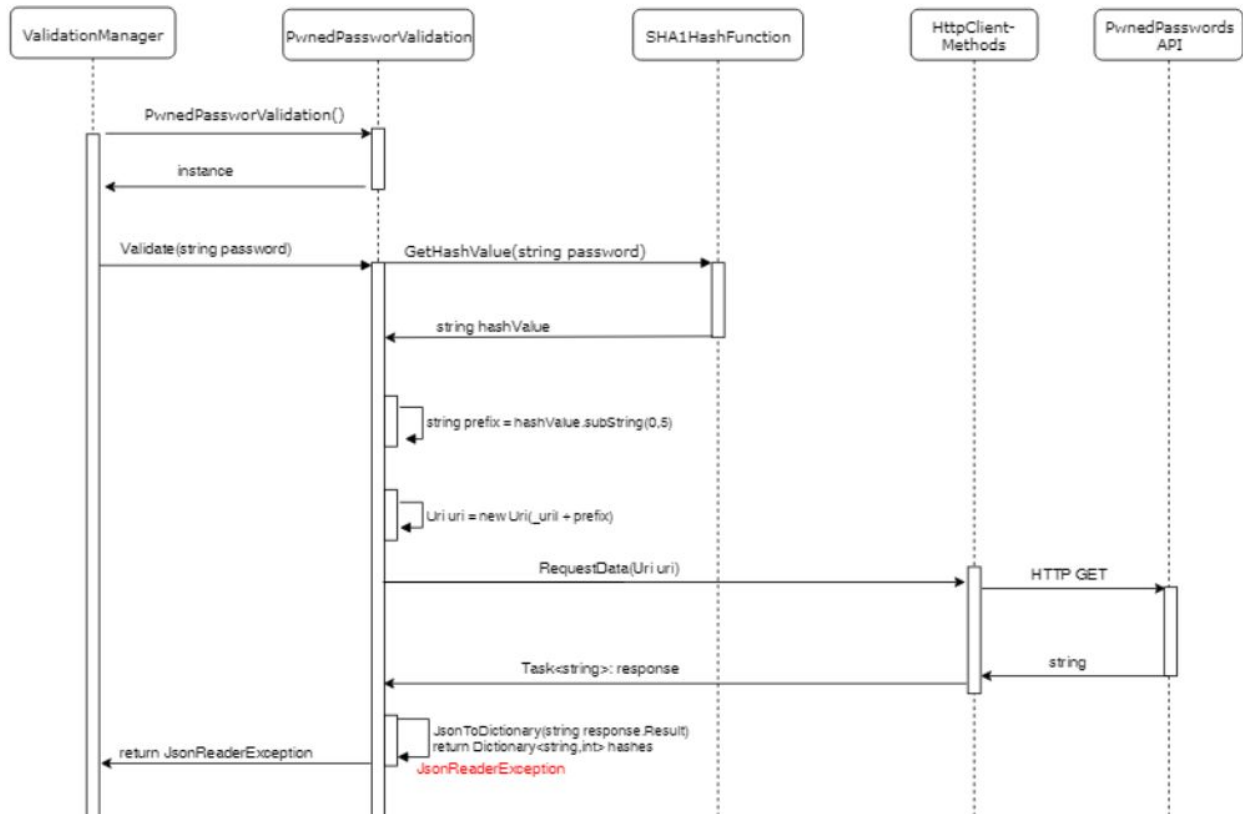 ValidationManager
PwnedPassworValidation
SHA1HashFunction
HttpClient-
Methods
PwnedPasswords
API
PwnedPassworValidation()
instance
Validate(string password)
GetHashValue(string password)
string hashValue
string prefix = hashValue.subString(0,5)
Uri uri = new Uri(_uril + prefix)
RequestData(Uri uri)
HTTP GET
string
Task<string>: response
JsonToDictionary(string response.Result)
return Dictionary<string,int> hashes
return JsonReaderException
JsonReaderException